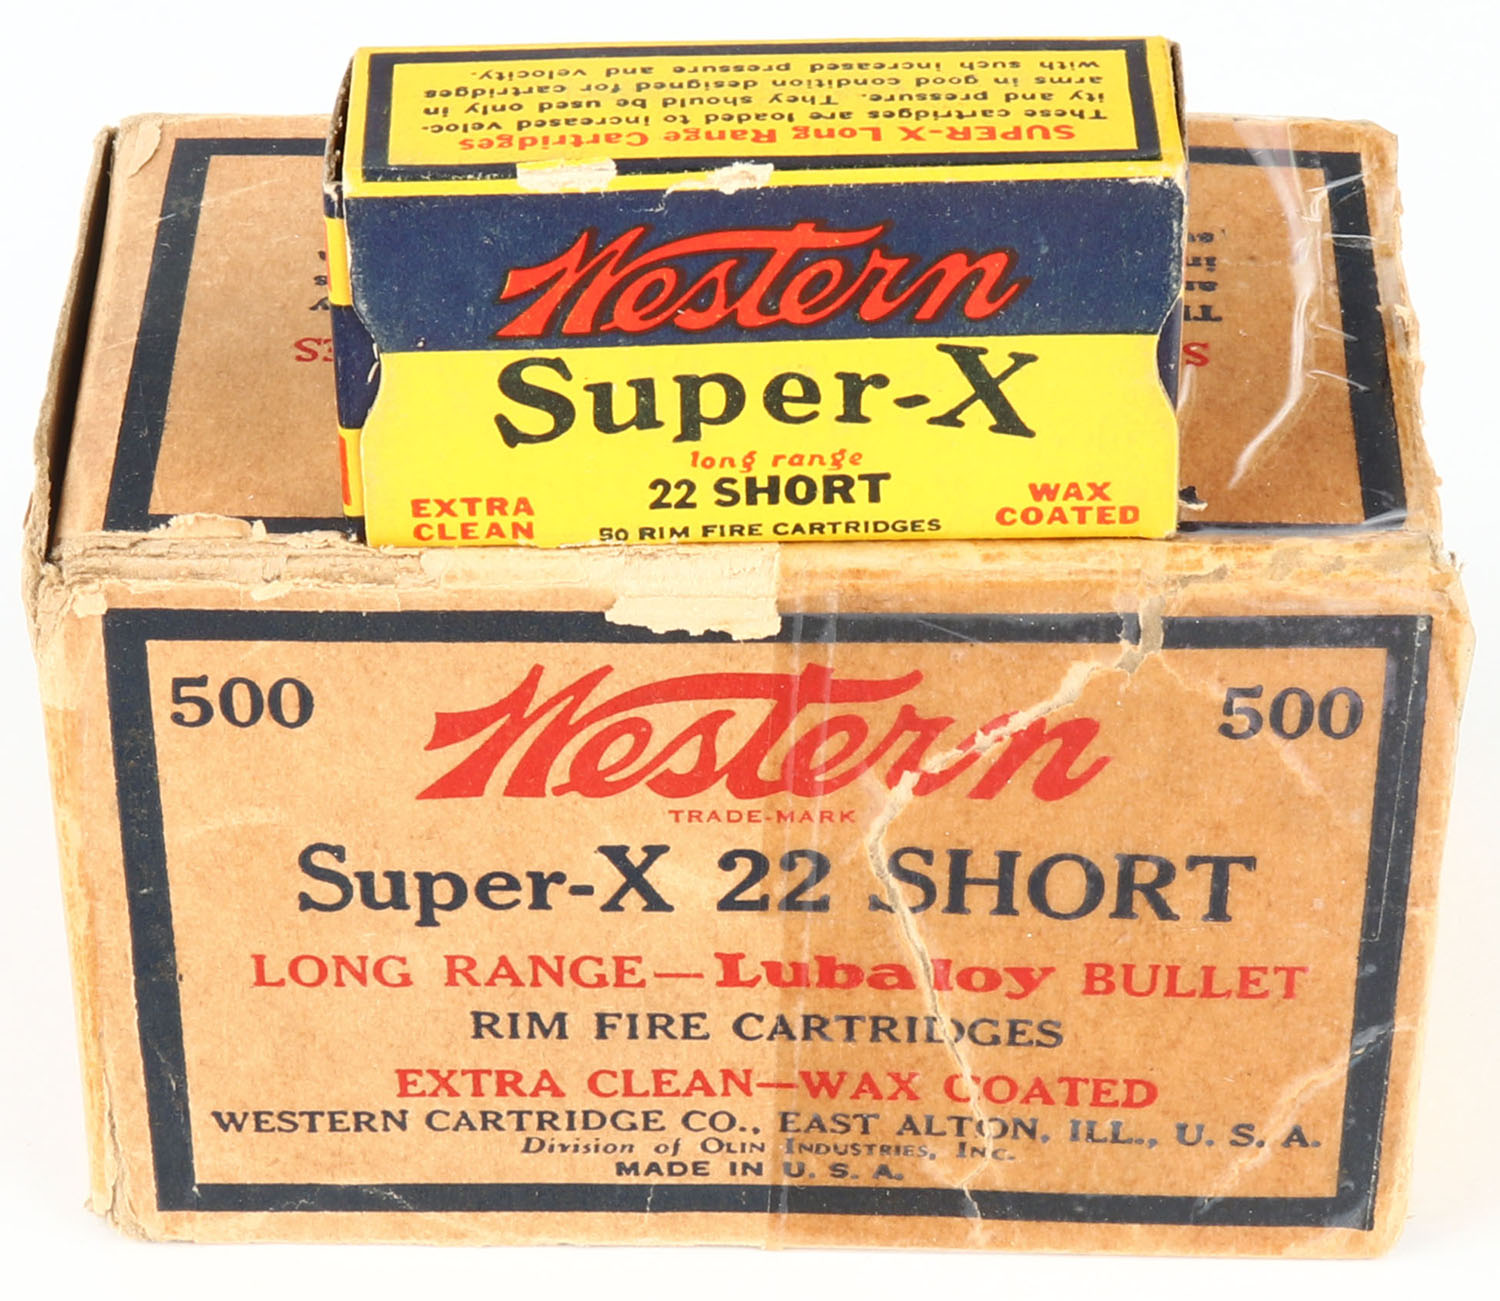 SUPER-X Long Range Cartridges
These cartridges are loaded to increased veloc-
ity and pressure. They should be used only in
arms in good condition designed for cartridges
with such increased pressure and velocity.
Western
Super-X
long range
22 SHORT
EXTRA CLEAN
50 RIM FIRE CARTRIDGES
WAX COATED
500
Western
500
TRADE-MARK
Super-X 22 SHORT
LONG RANGE—Lubaloy BULLET
RIM FIRE CARTRIDGES
EXTRA CLEAN—WAX COATED
WESTERN CARTRIDGE CO., EAST ALTON, ILL., U. S. A.
Division of OLIN INDUSTRIES, INC.
MADE IN U. S. A.